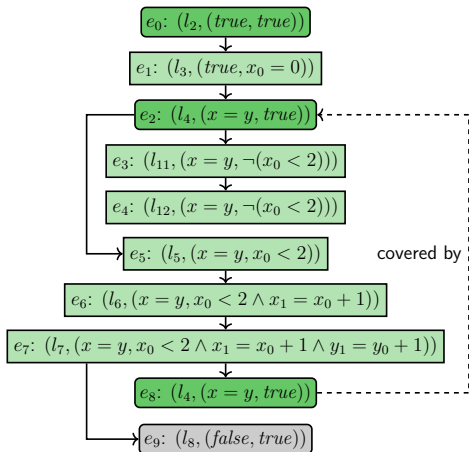 e₀: (l₂, (true, true))
e₁: (l₃, (true, x₀ = 0))
e₂: (l₄, (x = y, true))
e₃: (l₁₁, (x = y, ¬(x₀ < 2)))
e₄: (l₁₂, (x = y, ¬(x₀ < 2)))
e₅: (l₅, (x = y, x₀ < 2))
covered by
e₆: (l₆, (x = y, x₀ < 2 ∧ x₁ = x₀ + 1))
e₇: (l₇, (x = y, x₀ < 2 ∧ x₁ = x₀ + 1 ∧ y₁ = y₀ + 1))
e₈: (l₄, (x = y, true))
e₉: (l₈, (false, true))